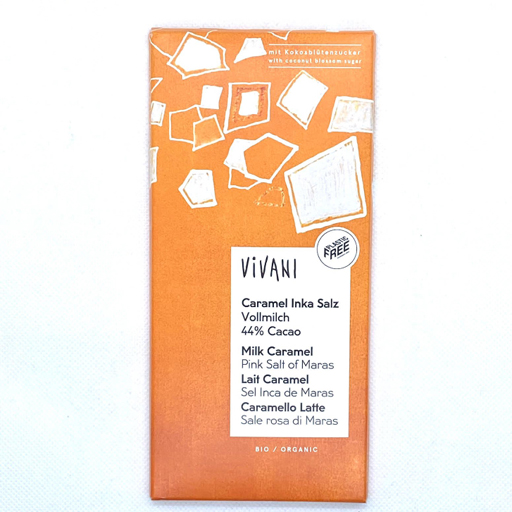 mit Kokosblütenzucker
with coconut blossom sugar
PLASTIC
FREE
ViVANI
Caramel Inka Salz
Vollmilch
44% Cacao
Milk Caramel
Pink Salt of Maras
Lait Caramel
Sel Inca de Maras
Caramello Latte
Sale rosa di Maras
BIO / ORGANIC